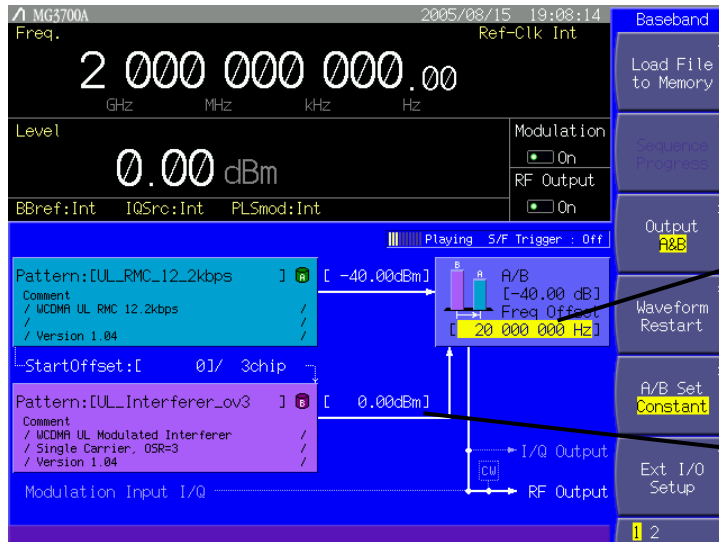 MG3700A 2005/08/15 19:08:14 Baseband
Freq. Ref-Clk Int
2 000 000 000.00
GHz MHz kHz Hz
Load File
to Memory
Level
0.00 dBm
Modulation
On
RF Output
On
Sequence
Progress
BBref:Int IQSrc:Int PLSmod:Int
Output
A&B
Playing S/F Trigger : Off
Pattern:[UL_RMC_12_2kbps ] A [ -40.00dBm]
Comment
/ WCDMA UL RMC 12.2kbps /
/ /
/ Version 1.04 /
B A A/B
[-40.00 dB]
Freq Offset
[ 20 000 000 Hz]
Waveform
Restart
StartOffset:[ 0]/ 3chip
Pattern:[UL_Interferer_ov3 ] B [ 0.00dBm]
Comment
/ WCDMA UL Modulated Interferer /
/ Single Carrier, OSR=3 /
/ Version 1.04 /
A/B Set
Constant
I/Q Output
CW
Modulation Input I/Q RF Output
Ext I/O
Setup
1 2